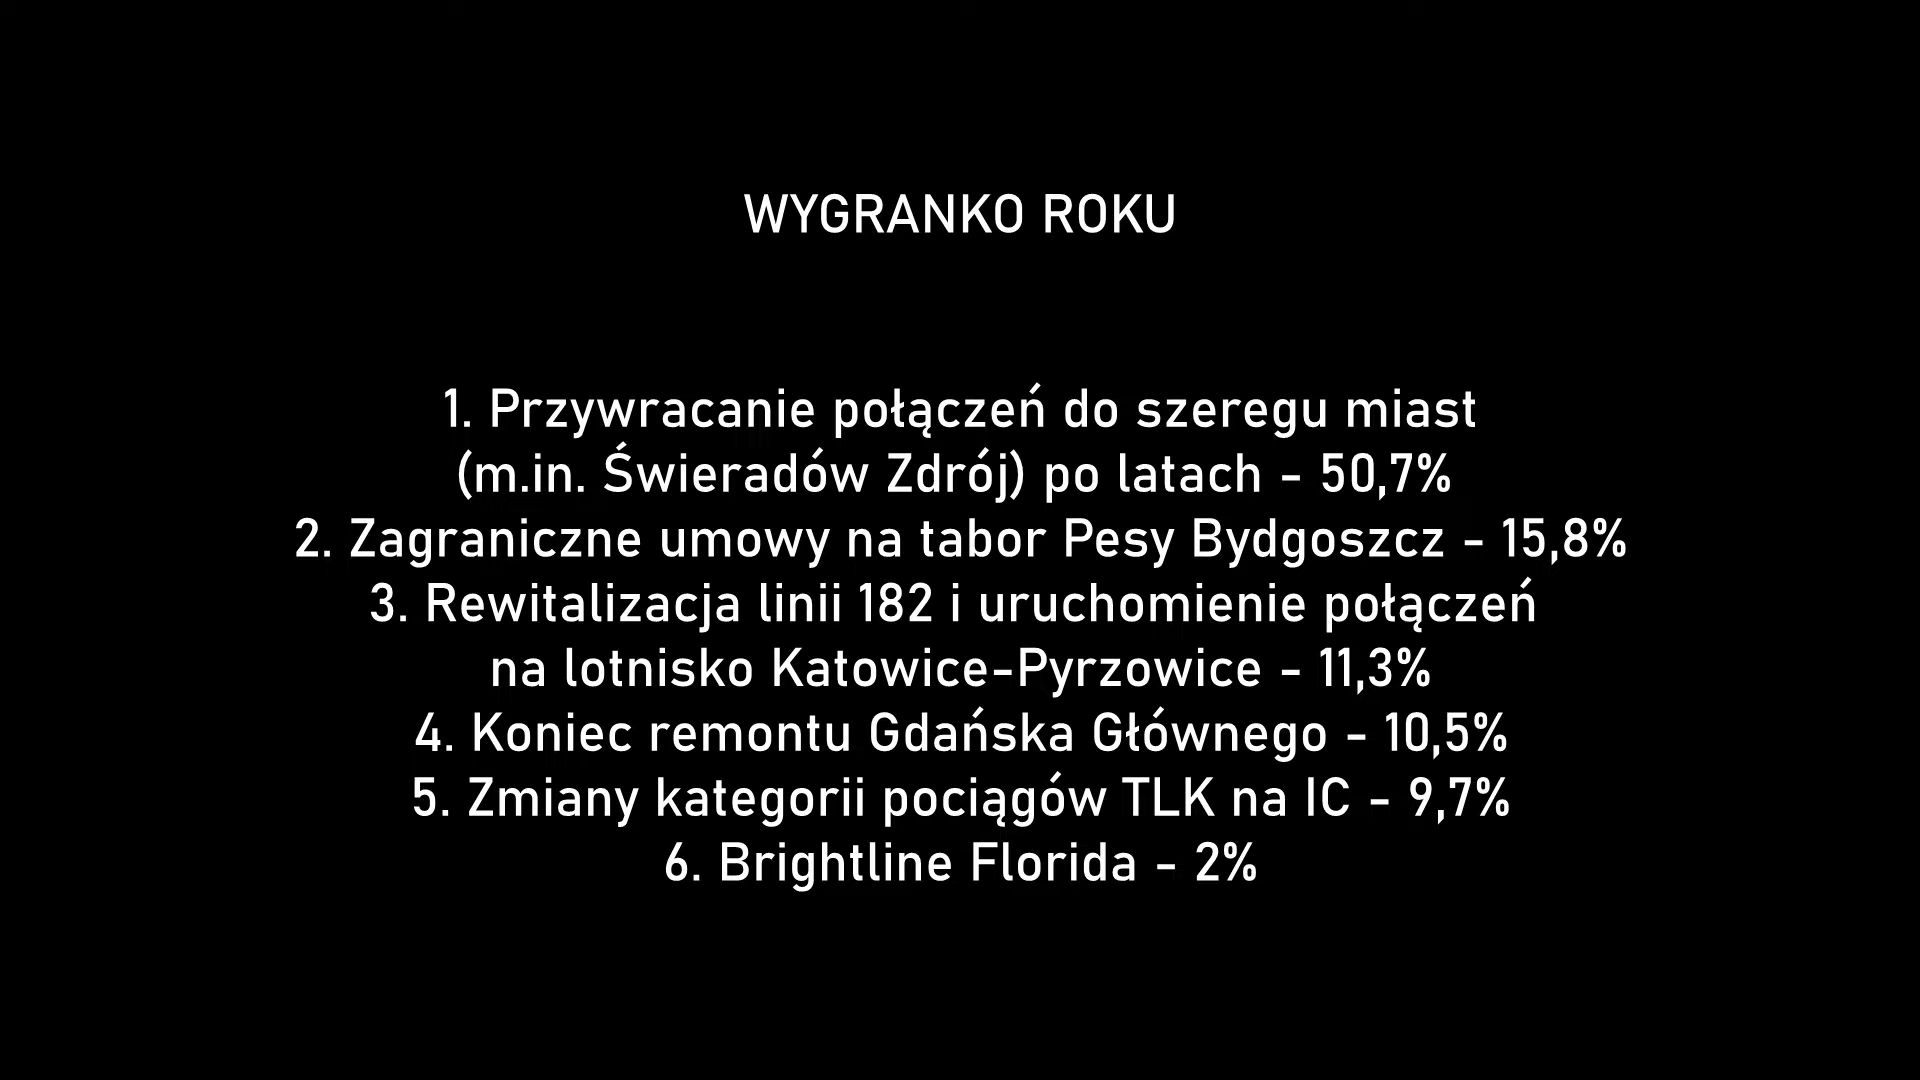 WYGRANKO ROKU
1. Przywracanie połączeń do szeregu miast
(m.in. Świeradów Zdrój) po latach - 50,7%
2. Zagraniczne umowy na tabor Pesy Bydgoszcz - 15,8%
3. Rewitalizacja linii 182 i uruchomienie połączeń
na lotnisko Katowice-Pyrzowice - 11,3%
4. Koniec remontu Gdańska Głównego - 10,5%
5. Zmiany kategorii pociągów TLK na IC - 9,7%
6. Brightline Florida - 2%